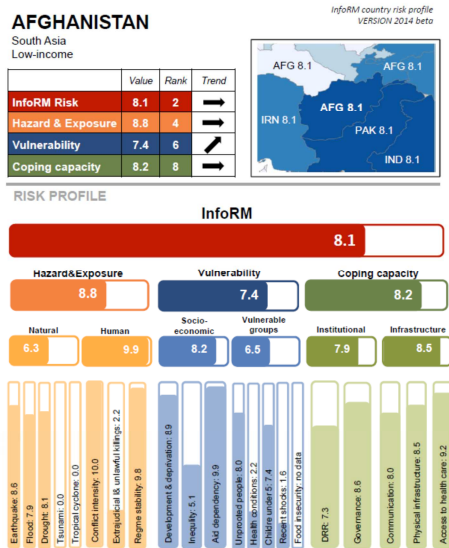 AFGHANISTAN
InfoRM country risk profile
VERSION 2014 beta
South Asia
Low-income
Value Rank Trend
InfoRM Risk 8.1 2
Hazard & Exposure 8.8 4
Vulnerability 7.4 6
Coping capacity 8.2 8
AFG 8.1
AFG 8.1
AFG 8.1
IRN 8.1
PAK 8.1
IND 8.1
RISK PROFILE
InfoRM
8.1
Hazard&Exposure
Vulnerability
Coping capacity
8.8
7.4
8.2
Natural
Human
Socio-
economic
Vulnerable
groups
Institutional
Infrastructure
6.3
9.9
8.2
6.5
7.9
8.5
Earthquake: 8.6
Flood: 7.9
Drought: 8.1
Tsunami: 0.0
Tropical cyclone: 0.0
Conflict intensity: 10.0
Extrajudicial & unlawful killings: 2.2
Regme stability: 9.8
Development & deprivation: 8.9
Inequality: 5.1
Aid dependency: 9.9
Unprooted people: 8.0
Health conditions: 2.2
Childre under 5: 7.4
Recent shocks: 1.6
Food insecurity: no data
DRR: 7.3
Governance: 8.6
Communication: 8.0
Physical infrastructure: 8.5
Access to health care: 9.2